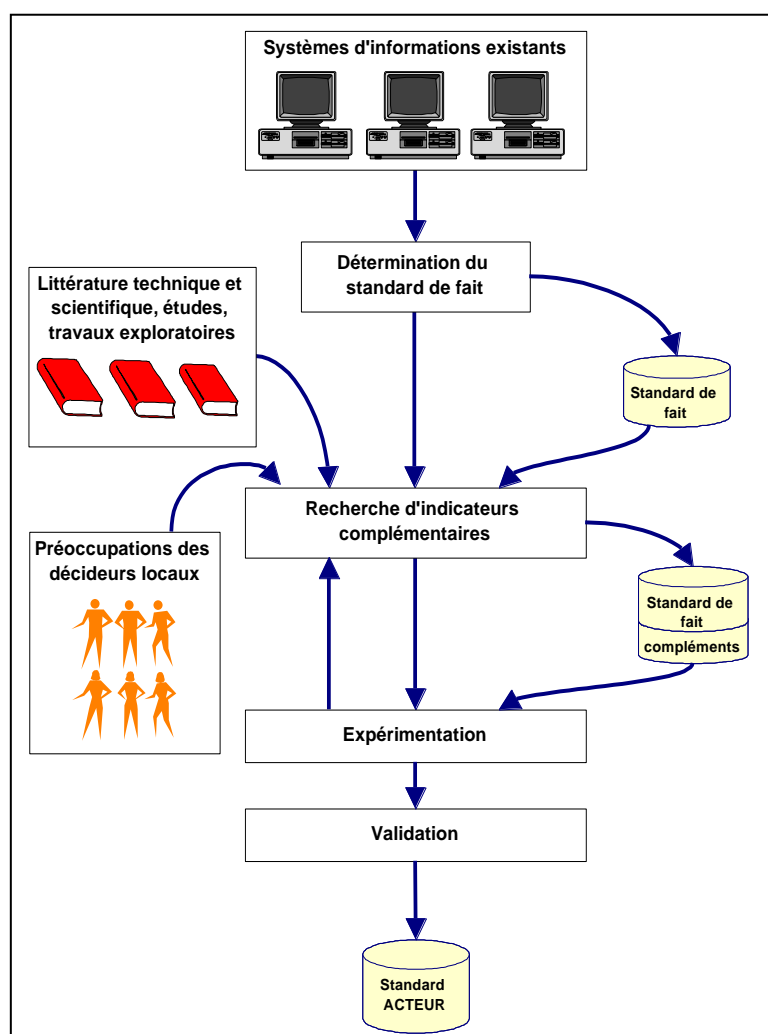 Systèmes d'informations existants
Détermination du
standard de fait
Littérature technique et
scientifique, études,
travaux exploratoires
Standard de
fait
Recherche d'indicateurs
complémentaires
Préoccupations des
décideurs locaux
Standard de
fait
compléments
Expérimentation
Validation
Standard
ACTEUR